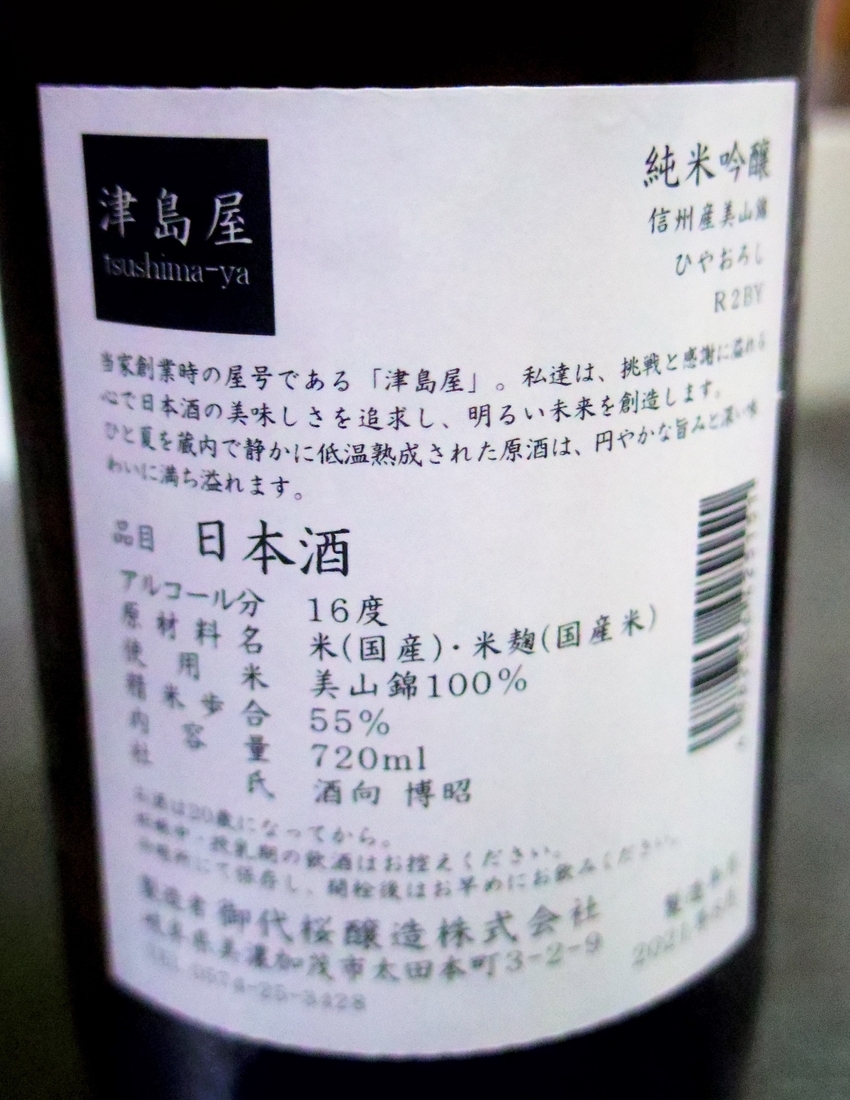 津島屋
tsushima-ya
純米吟醸
信州産美山錦
ひやおろし
R2BY
当家創業時の屋号である「津島屋」。私達は、挑戦と感謝に溢れる
心で日本酒の美味しさを追求し、明るい未来を創造します。
ひと夏を蔵内で静かに低温熟成された原酒は、円やかな旨みと深い味
わいに満ち溢れます。
品目 日本酒
アルコール分 16度
原材料名 米(国産)・米麹(国産米)
使用米 美山錦100%
精米歩合 55%
内容量 720ml
杜氏 酒向 博昭
お酒は20歳になってから。
妊娠中・授乳期の飲酒はお控えください。
冷暗所にて保存し、開栓後はお早めにお飲みください。
製造者 御代桜醸造株式会社
岐阜県美濃加茂市太田本町3-2-9
TEL.0574-25-3428
製造年月